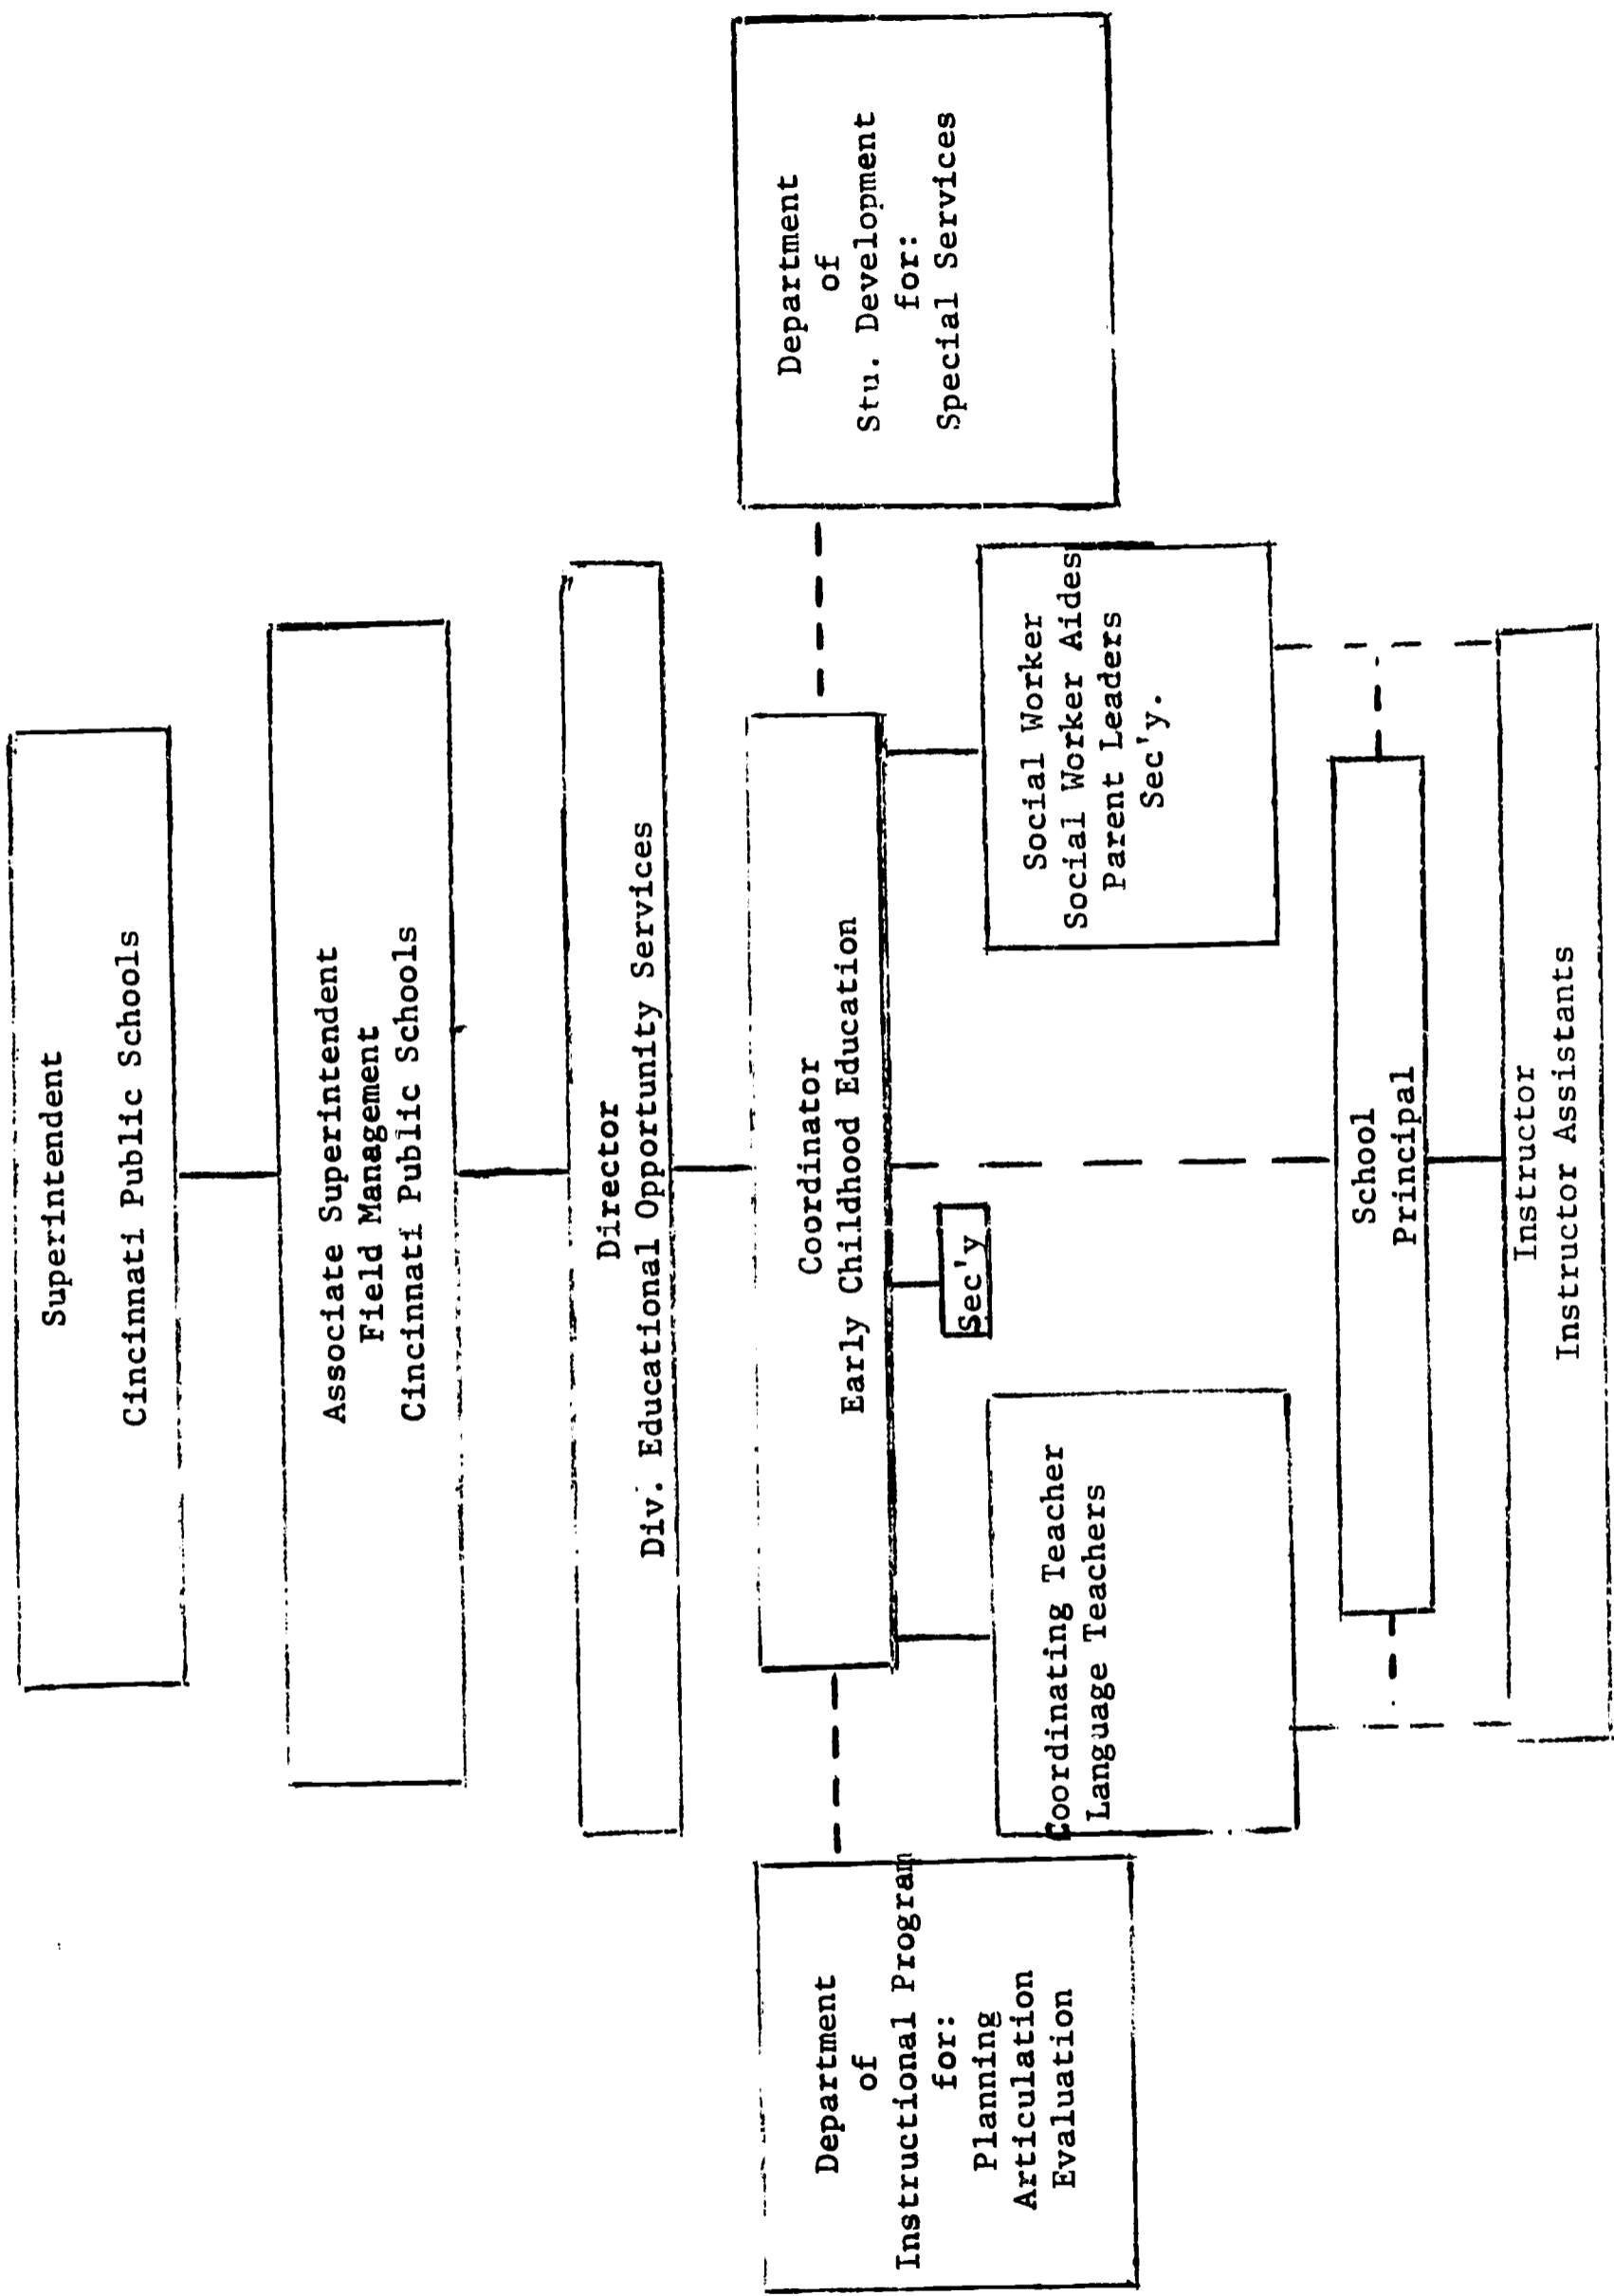 Superintendent
Cincinnati Public Schools
Associate Superintendent
Field Management
Cincinnati Public Schools
Director
Div. Educational Opportunity Services
Department
of
Instructional Program
for:
Planning
Articulation
Evaluation
Coordinator
Early Childhood Education
Department
of
Stu. Development
for:
Special Services
Coordinating Teacher
Language Teachers
Sec'y
Social Worker
Social Worker Aides
Parent Leaders
Sec'y.
School
Principal
Instructor
Instructor Assistants